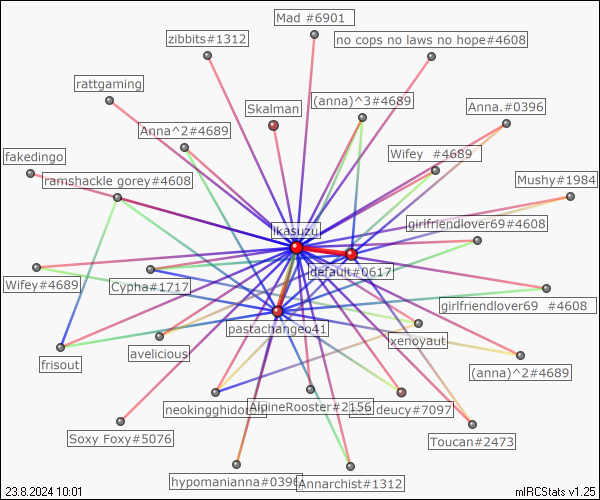 Mad #6901
zibbits#1312
no cops no laws no hope#4608
rattgaming
Skalman
(anna)^3#4689
Anna.#0396
Anna^2#4689
fakedingo
Wifey  #4689
ramshackle gorey#4608
Mushy#1984
girlfriendlover69#4608
ikasuzu
default#0617
Wifey#4689
Cypha#1717
girlfriendlover69  #4608
pastachangeo41
xenoyaut
frisout
avelicious
(anna)^2#4689
AlpineRooster#2156
deucy#7097
Soxy Foxy#5076
Toucan#2473
hypomanianna#0396
Annarchist#1312
23.8.2024 10:01
mIRCStats v1.25